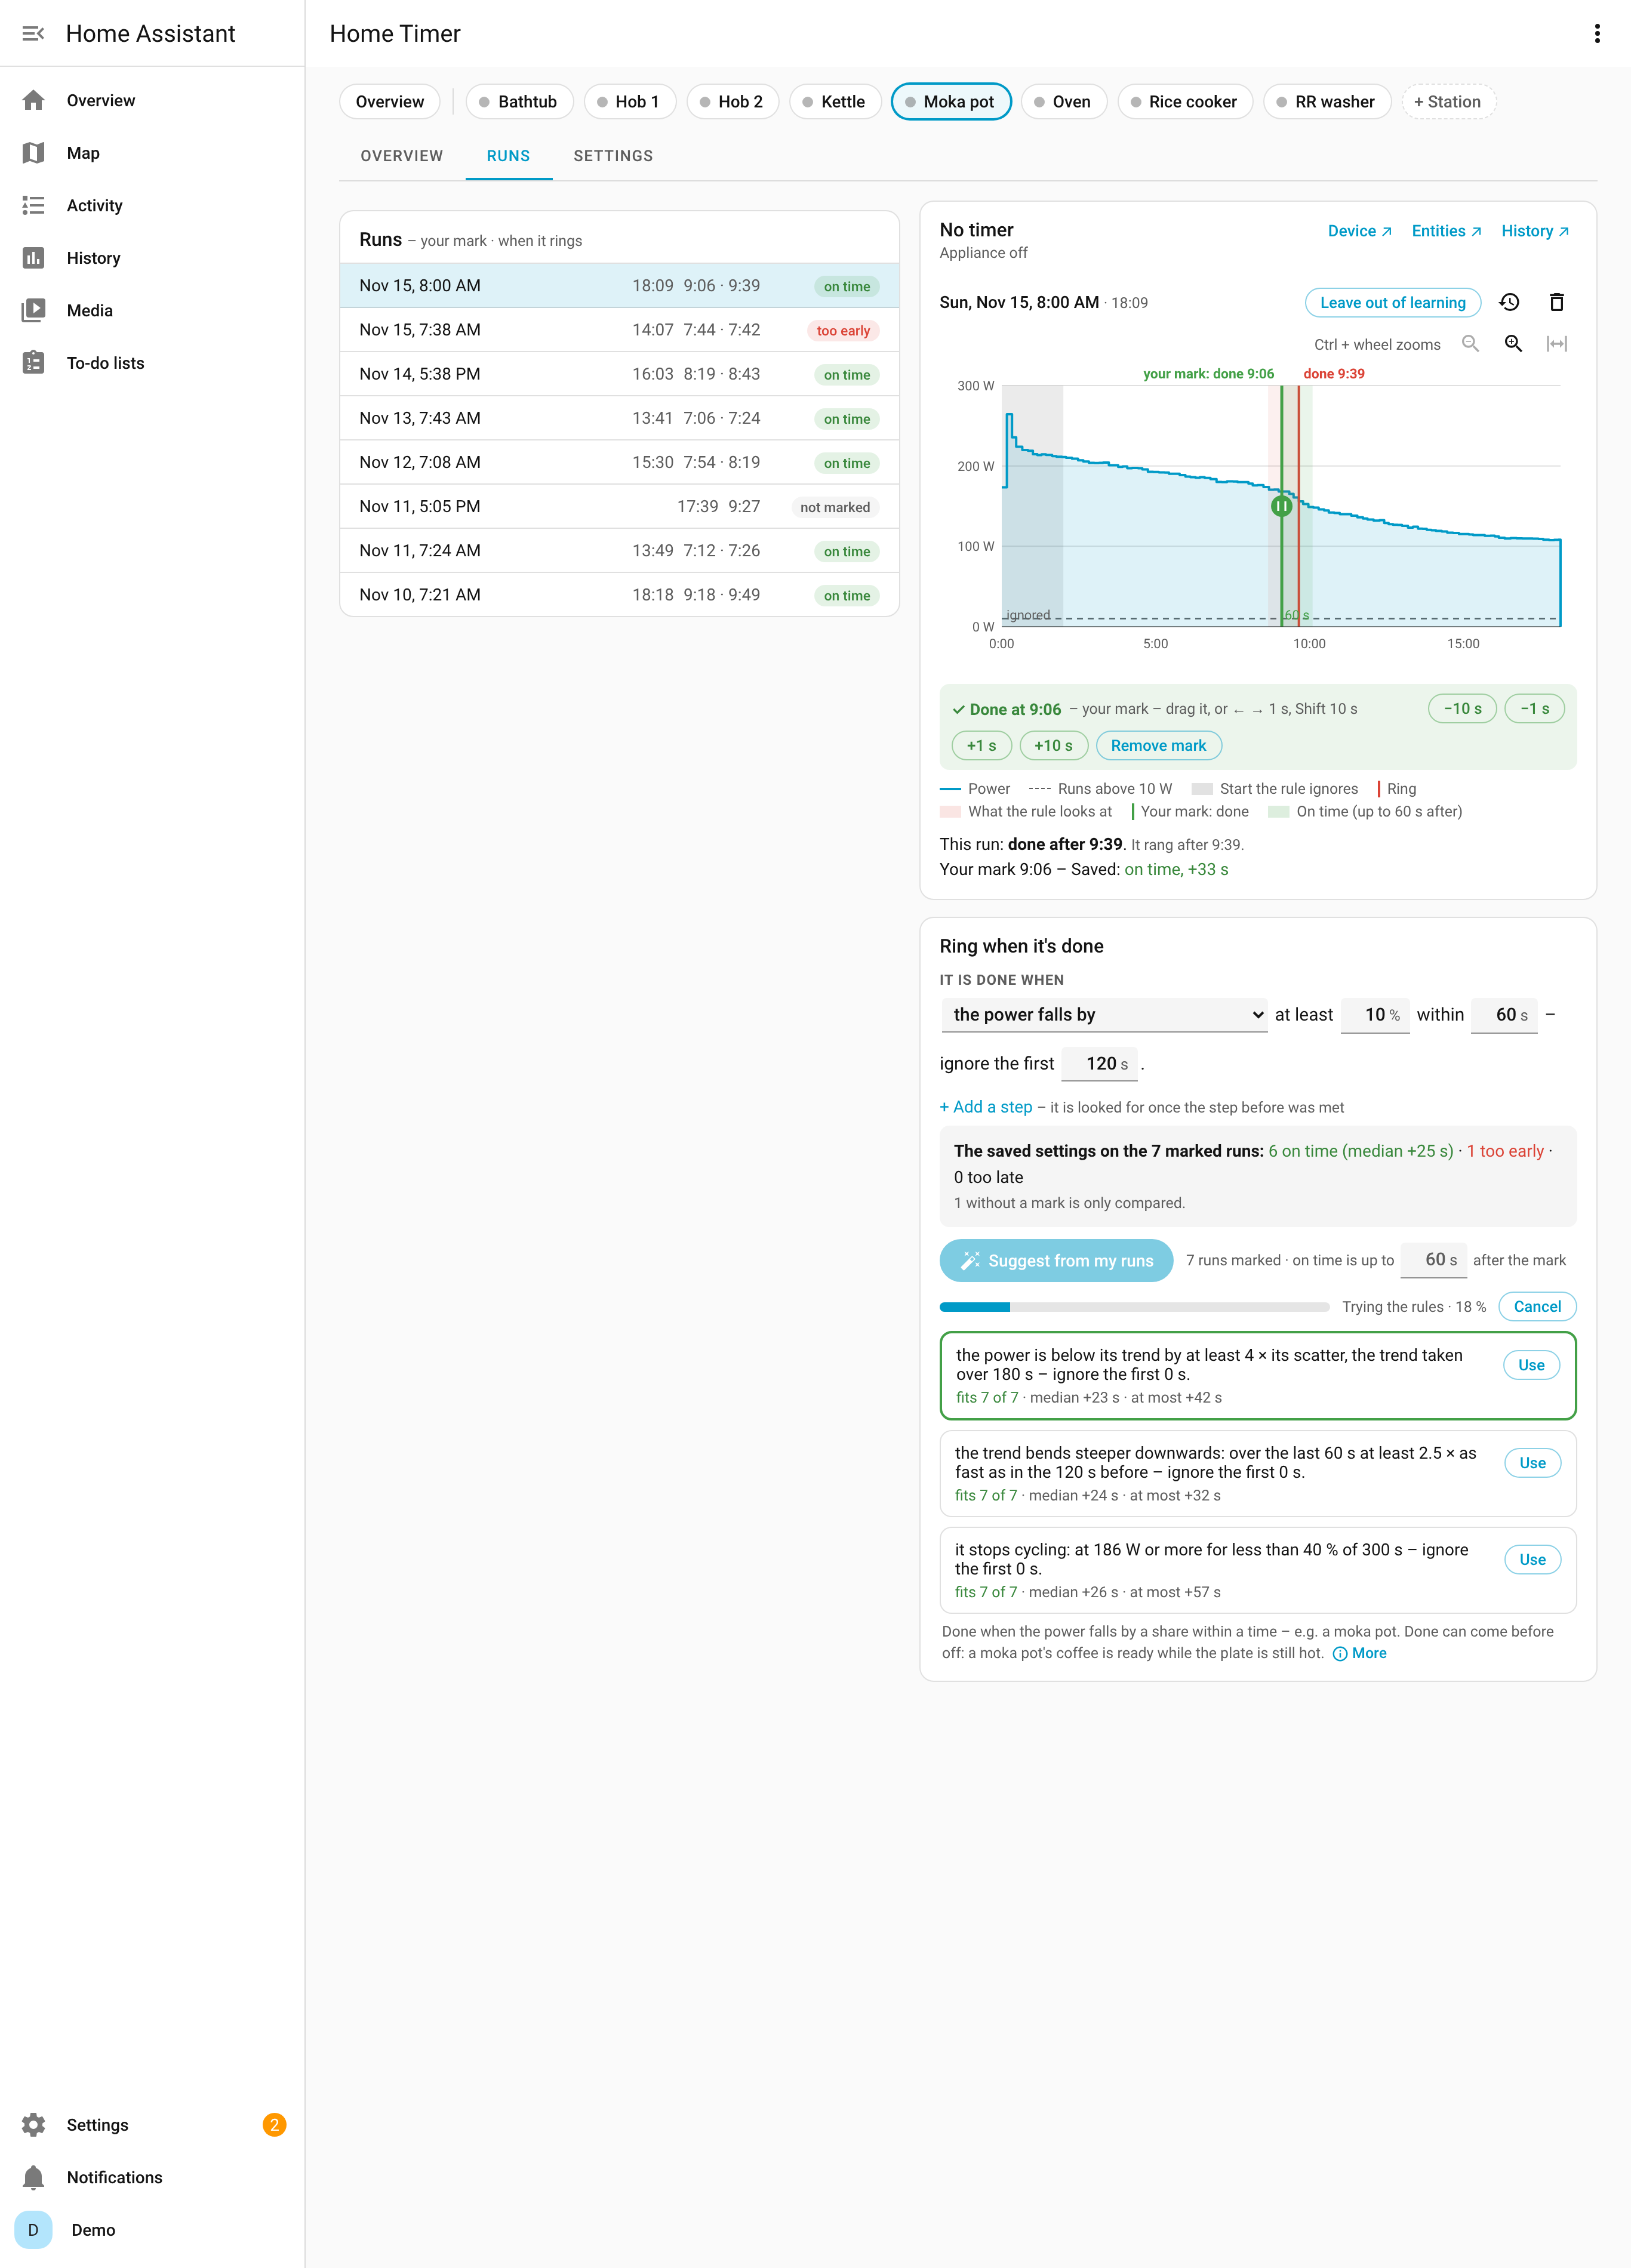 Home Assistant
Home Timer
Overview
Map
Activity
History
Media
To-do lists
Settings
2
Notifications
D
Demo
Overview
Bathtub
Hob 1
Hob 2
Kettle
Moka pot
Oven
Rice cooker
RR washer
+ Station
OVERVIEW
RUNS
SETTINGS
Runs – your mark · when it rings
Nov 15, 8:00 AM 18:09 9:06 · 9:39 on time
Nov 15, 7:38 AM 14:07 7:44 · 7:42 too early
Nov 14, 5:38 PM 16:03 8:19 · 8:43 on time
Nov 13, 7:43 AM 13:41 7:06 · 7:24 on time
Nov 12, 7:08 AM 15:30 7:54 · 8:19 on time
Nov 11, 5:05 PM 17:39 9:27 not marked
Nov 11, 7:24 AM 13:49 7:12 · 7:26 on time
Nov 10, 7:21 AM 18:18 9:18 · 9:49 on time
No timer
Device Entities History
Appliance off
Sun, Nov 15, 8:00 AM · 18:09 Leave out of learning
Ctrl + wheel zooms
your mark: done 9:06 done 9:39
300 W
200 W
100 W
0 W
ignored
60 s
0:00 5:00 10:00 15:00
✓ Done at 9:06 – your mark – drag it, or ← → 1 s, Shift 10 s −10 s −1 s
+1 s +10 s Remove mark
Power Runs above 10 W Start the rule ignores Ring
What the rule looks at Your mark: done On time (up to 60 s after)
This run: done after 9:39. It rang after 9:39.
Your mark 9:06 – Saved: on time, +33 s
Ring when it's done
IT IS DONE WHEN
the power falls by at least 10 % within 60 s –
ignore the first 120 s .
+ Add a step – it is looked for once the step before was met
The saved settings on the 7 marked runs: 6 on time (median +25 s) · 1 too early ·
0 too late
1 without a mark is only compared.
Suggest from my runs 7 runs marked · on time is up to 60 s after the mark
Trying the rules · 18 % Cancel
the power is below its trend by at least 4 × its scatter, the trend taken
over 180 s – ignore the first 0 s.
Use
fits 7 of 7 · median +23 s · at most +42 s
the trend bends steeper downwards: over the last 60 s at least 2.5 × as
fast as in the 120 s before – ignore the first 0 s.
Use
fits 7 of 7 · median +24 s · at most +32 s
it stops cycling: at 186 W or more for less than 40 % of 300 s – ignore
the first 0 s.
Use
fits 7 of 7 · median +26 s · at most +57 s
Done when the power falls by a share within a time – e.g. a moka pot. Done can come before
off: a moka pot's coffee is ready while the plate is still hot. More